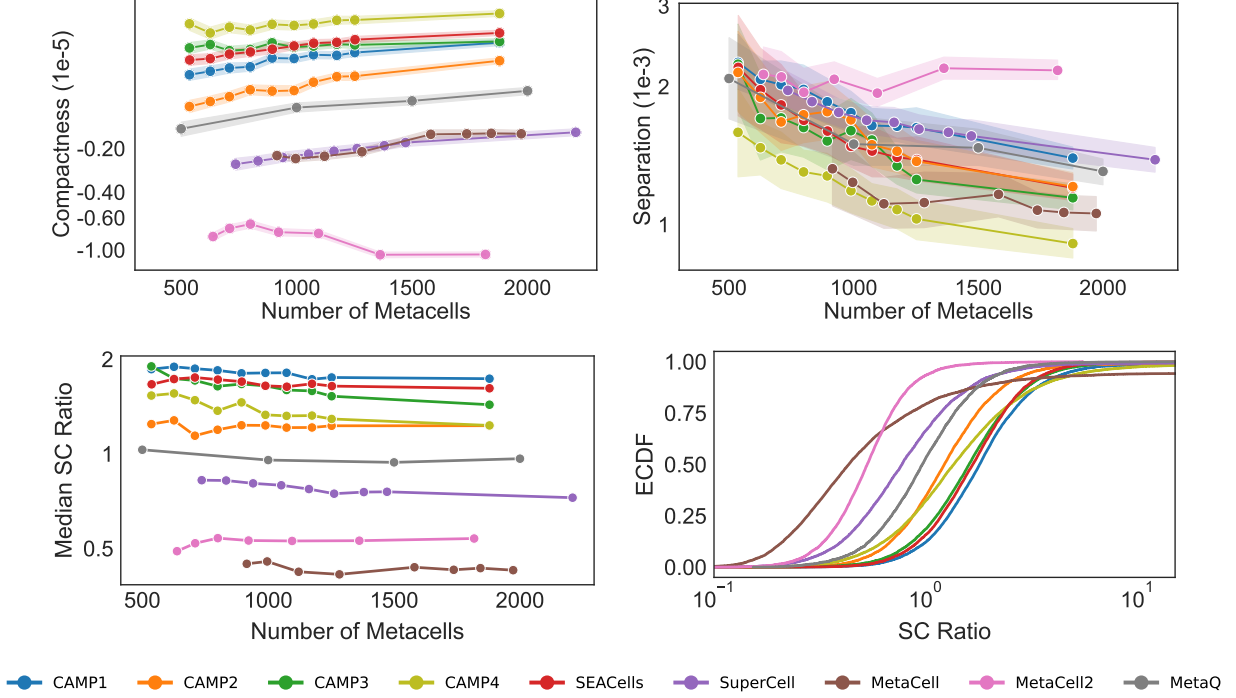 Compactness (1e-5)
-0.20
-0.40
-0.60
-1.00
500 1000 1500 2000
Number of Metacells
Separation (1e-3)
3
2
1
500 1000 1500 2000
Number of Metacells
Median SC Ratio
2
1
0.5
500 1000 1500 2000
Number of Metacells
ECDF
1.00
0.75
0.50
0.25
0.00
10⁻¹ 10⁰ 10¹
SC Ratio
CAMP1 CAMP2 CAMP3 CAMP4 SEACells SuperCell MetaCell MetaCell2 MetaQ